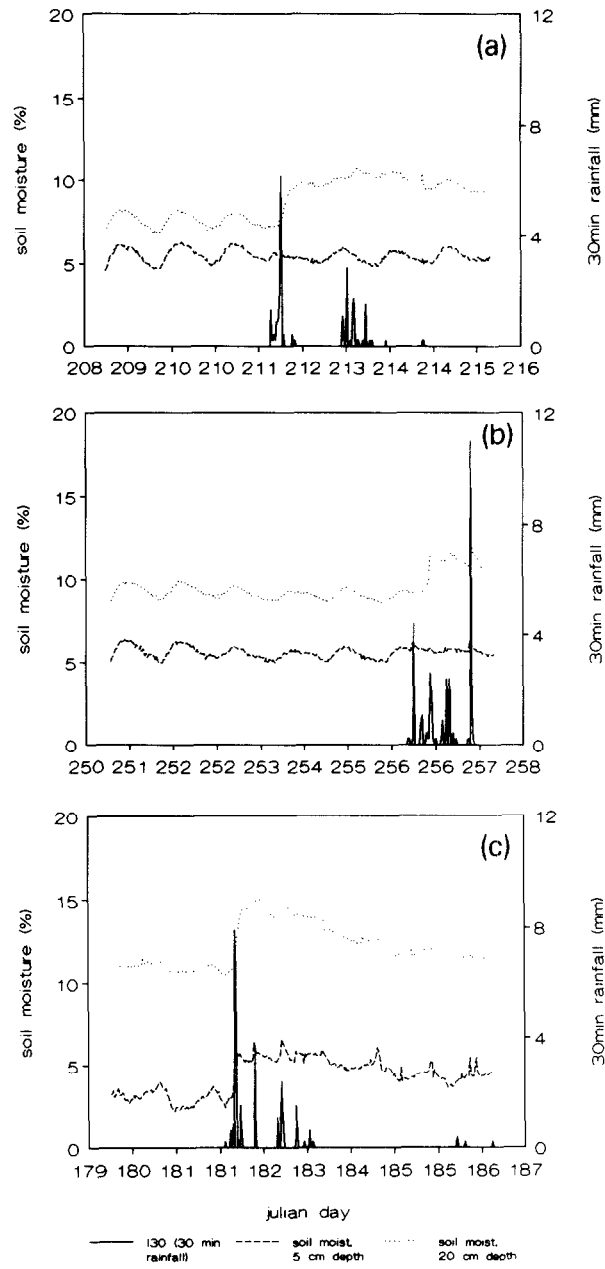 (a)
20
15
10
5
0
soil moisture (%)
12
8
4
0
30min rainfall (mm)
208 209 210 210 211 212 213 214 214 215 216
(b)
20
15
10
5
0
soil moisture (%)
12
8
4
0
30min rainfall (mm)
250 251 252 252 253 254 255 256 256 257 258
(c)
20
15
10
5
0
soil moisture (%)
12
8
4
0
30min rainfall (mm)
179 180 181 181 182 183 184 185 185 186 187
julian day
I30 (30 min rainfall)
soil moist. 5 cm depth
soil moist. 20 cm depth